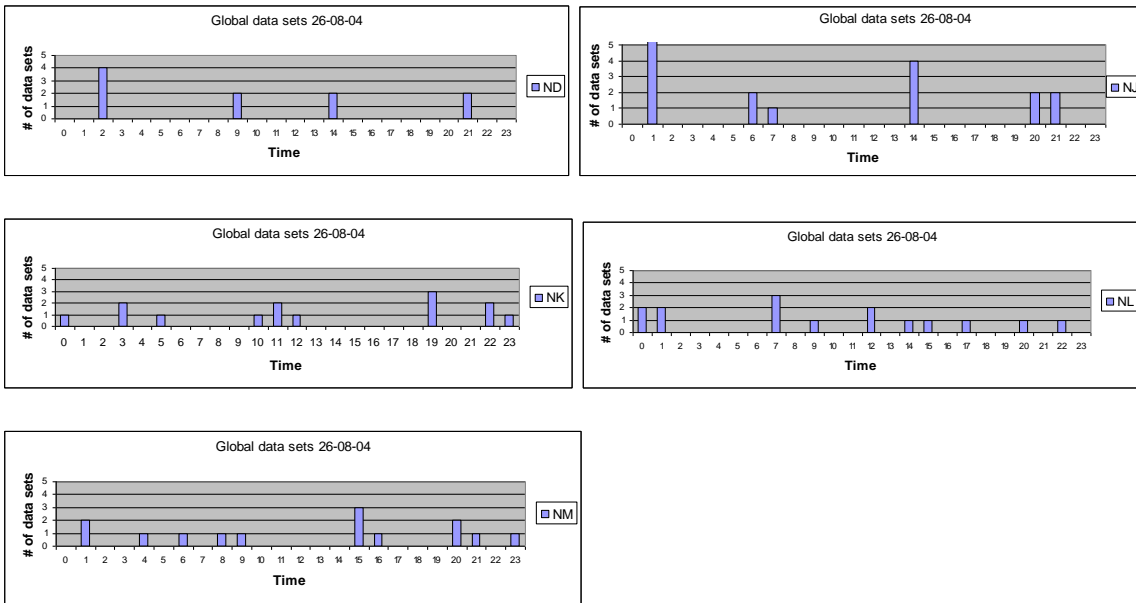 Global data sets 26-08-04
# of data sets
5
4
3
2
1
0
0 1 2 3 4 5 6 7 8 9 10 11 12 13 14 15 16 17 18 19 20 21 22 23
Time
ND
Global data sets 26-08-04
# of data sets
5
4
3
2
1
0
0 1 2 3 4 5 6 7 8 9 10 11 12 13 14 15 16 17 18 19 20 21 22 23
Time
NJ
Global data sets 26-08-04
# of data sets
5
4
3
2
1
0
0 1 2 3 4 5 6 7 8 9 10 11 12 13 14 15 16 17 18 19 20 21 22 23
Time
NK
Global data sets 26-08-04
# of data sets
5
4
3
2
1
0
0 1 2 3 4 5 6 7 8 9 10 11 12 13 14 15 16 17 18 19 20 21 22 23
Time
NL
Global data sets 26-08-04
# of data sets
5
4
3
2
1
0
0 1 2 3 4 5 6 7 8 9 10 11 12 13 14 15 16 17 18 19 20 21 22 23
Time
NM